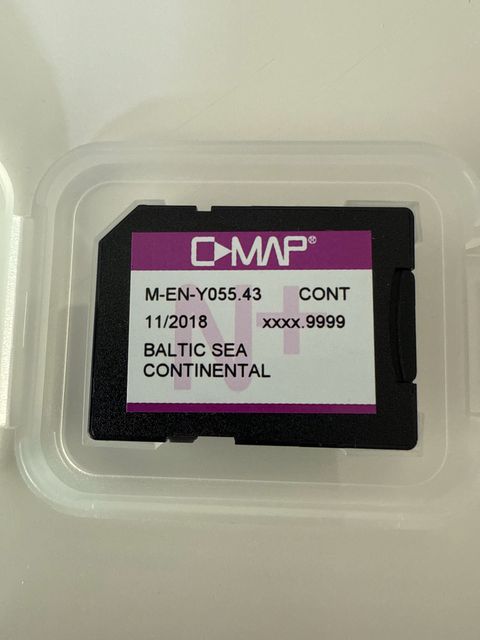 C-MAP®
M-EN-Y055.43 CONT
11/2018 xxxx.9999
BALTIC SEA
CONTINENTAL
N+